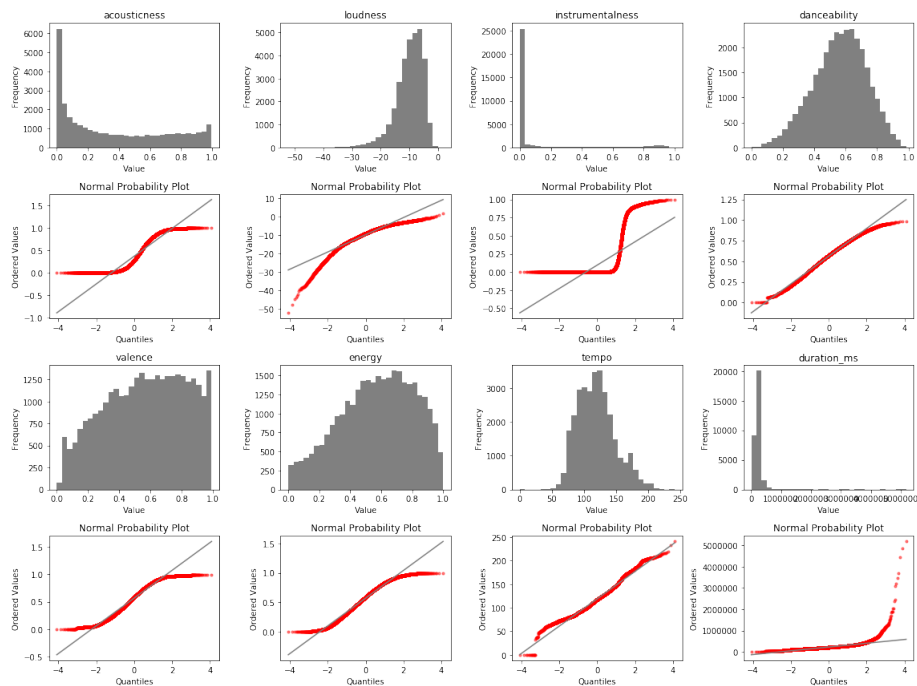 acousticness
6000
5000
4000
3000
2000
1000
0
Frequency
0.0 0.2 0.4 0.6 0.8 1.0
Value
loudness
5000
4000
3000
2000
1000
0
Frequency
−50 −40 −30 −20 −10 0
Value
instrumentalness
25000
20000
15000
10000
5000
0
Frequency
0.0 0.2 0.4 0.6 0.8 1.0
Value
danceability
2000
1500
1000
500
0
Frequency
0.0 0.2 0.4 0.6 0.8 1.0
Value
Normal Probability Plot
1.5
1.0
0.5
0.0
−0.5
−1.0
Ordered Values
−4 −2 0 2 4
Quantiles
Normal Probability Plot
10
0
−10
−20
−30
−40
−50
Ordered Values
−4 −2 0 2 4
Quantiles
Normal Probability Plot
1.00
0.75
0.50
0.25
0.00
−0.25
−0.50
Ordered Values
−4 −2 0 2 4
Quantiles
Normal Probability Plot
1.25
1.00
0.75
0.50
0.25
0.00
Ordered Values
−4 −2 0 2 4
Quantiles
valence
1250
1000
750
500
250
0
Frequency
0.0 0.2 0.4 0.6 0.8 1.0
Value
energy
1500
1250
1000
750
500
250
0
Frequency
0.0 0.2 0.4 0.6 0.8 1.0
Value
tempo
3000
2000
1000
0
Frequency
0 50 100 150 200 250
Value
duration_ms
20000
15000
10000
5000
0
Frequency
0
Value
Normal Probability Plot
1.5
1.0
0.5
0.0
−0.5
Ordered Values
−4 −2 0 2 4
Quantiles
Normal Probability Plot
1.5
1.0
0.5
0.0
Ordered Values
−4 −2 0 2 4
Quantiles
Normal Probability Plot
250
200
150
100
50
0
Ordered Values
−4 −2 0 2 4
Quantiles
Normal Probability Plot
5000000
4000000
3000000
2000000
1000000
0
Ordered Values
−4 −2 0 2 4
Quantiles